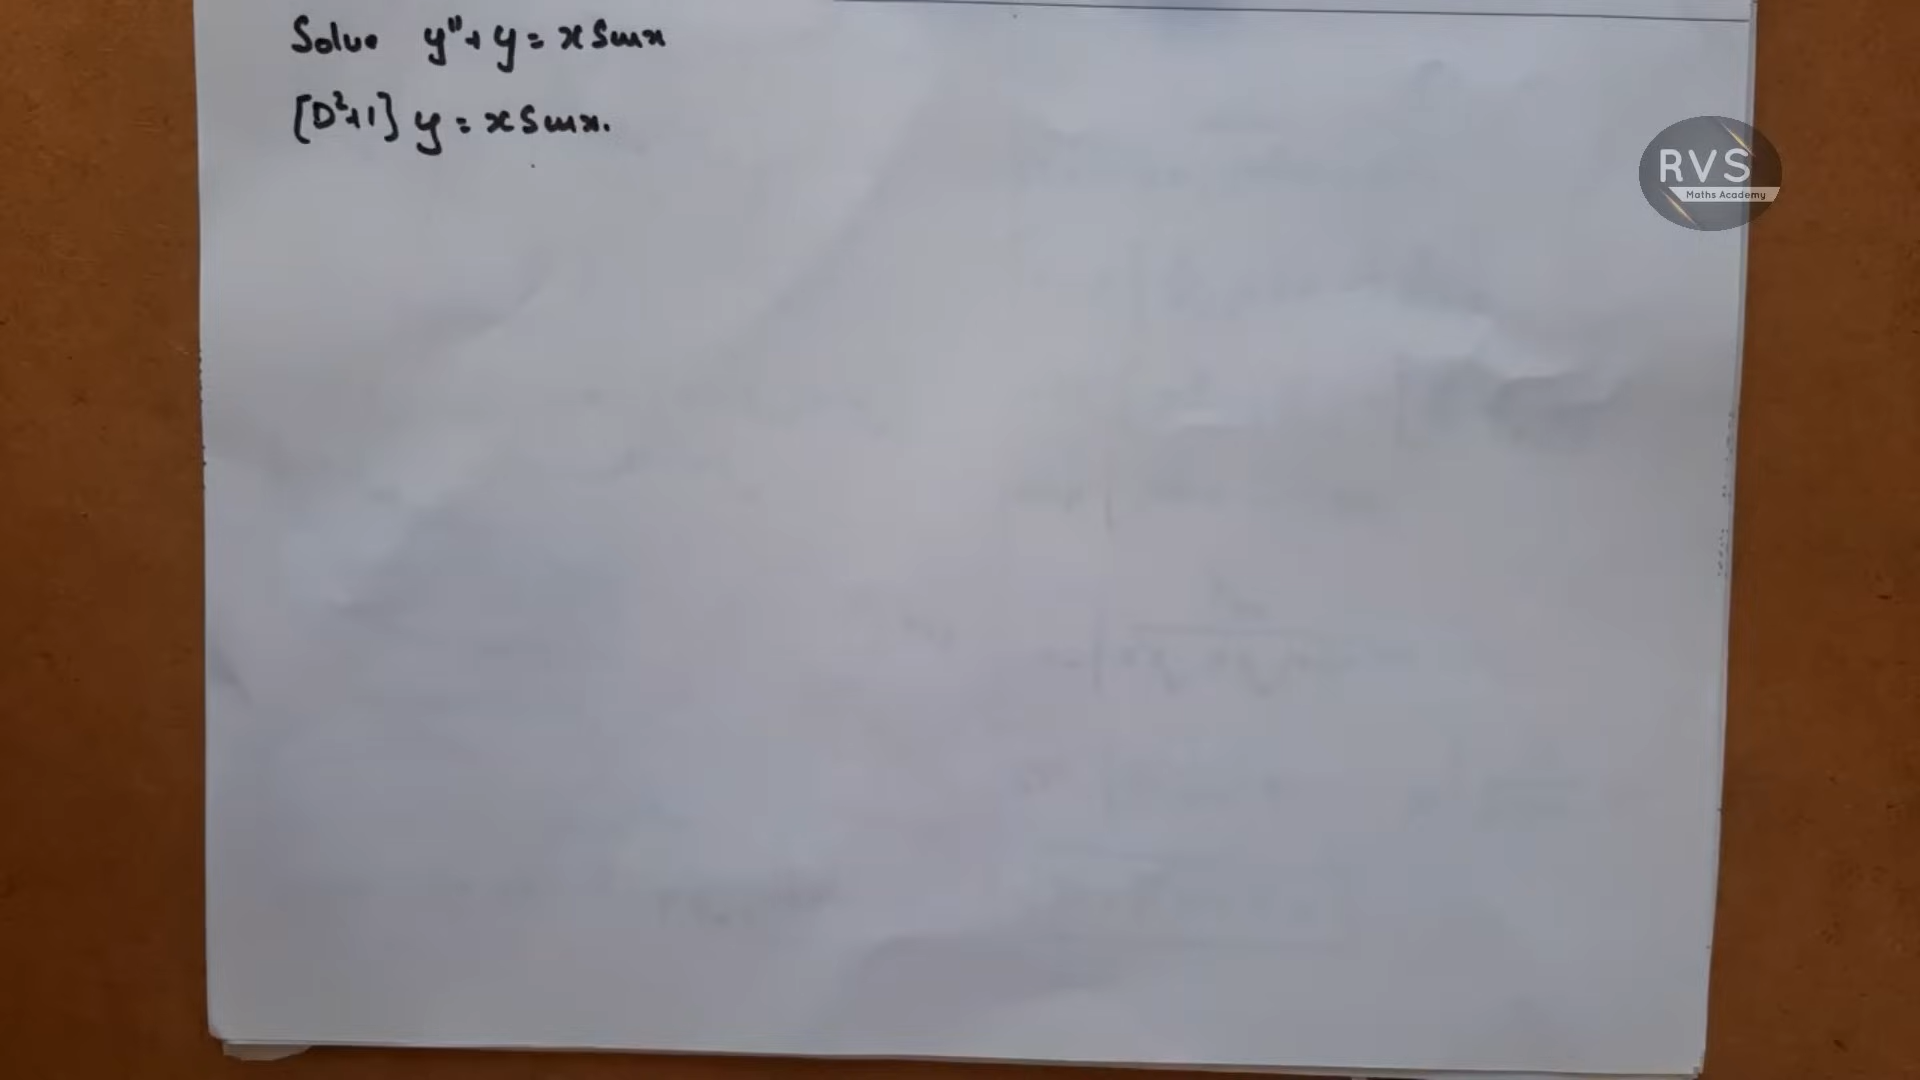 Solve y"+y= x Sinx
[D²+1] y = x Sinx.
RVS
Maths Academy